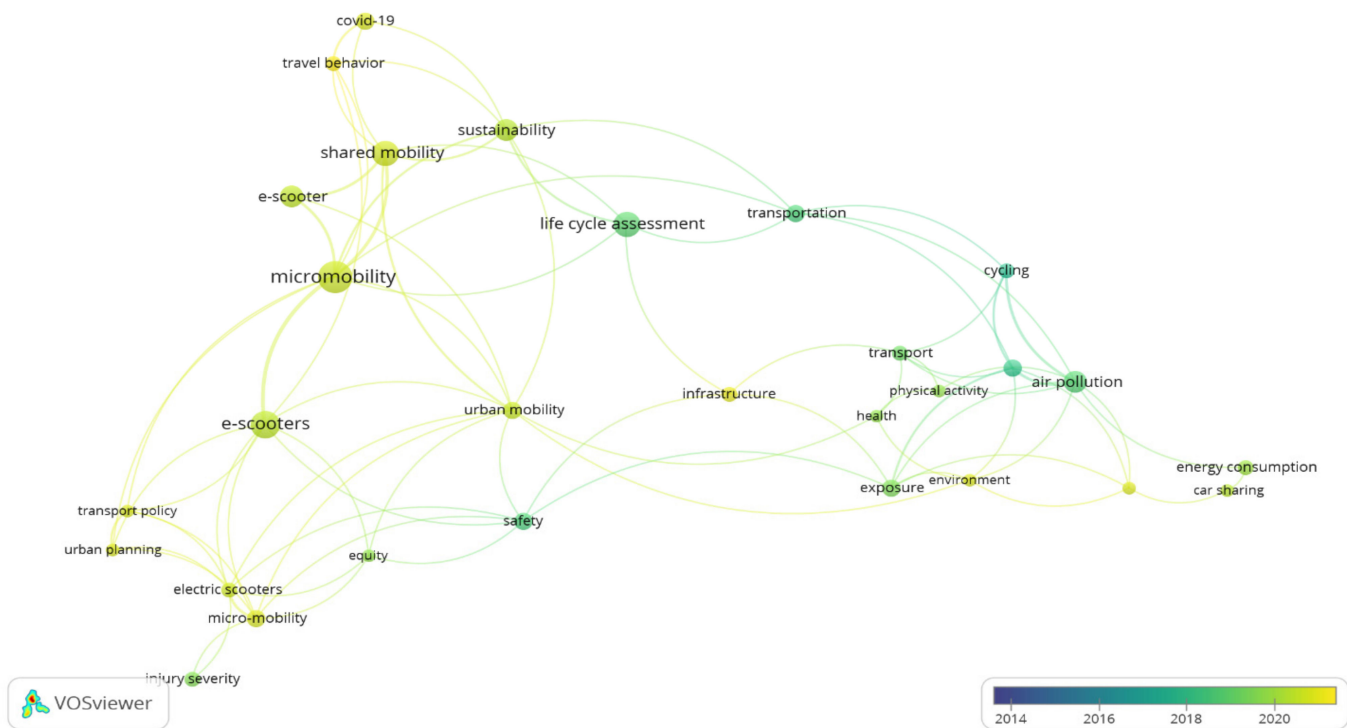 covid-19
travel behavior
sustainability
shared mobility
e-scooter
transportation
life cycle assessment
cycling
micromobility
transport
air pollution
physical activity
infrastructure
urban mobility
health
e-scooters
energy consumption
environment
exposure
car sharing
transport policy
safety
urban planning
equity
electric scooters
micro-mobility
injury severity
VOSviewer
2014 2016 2018 2020